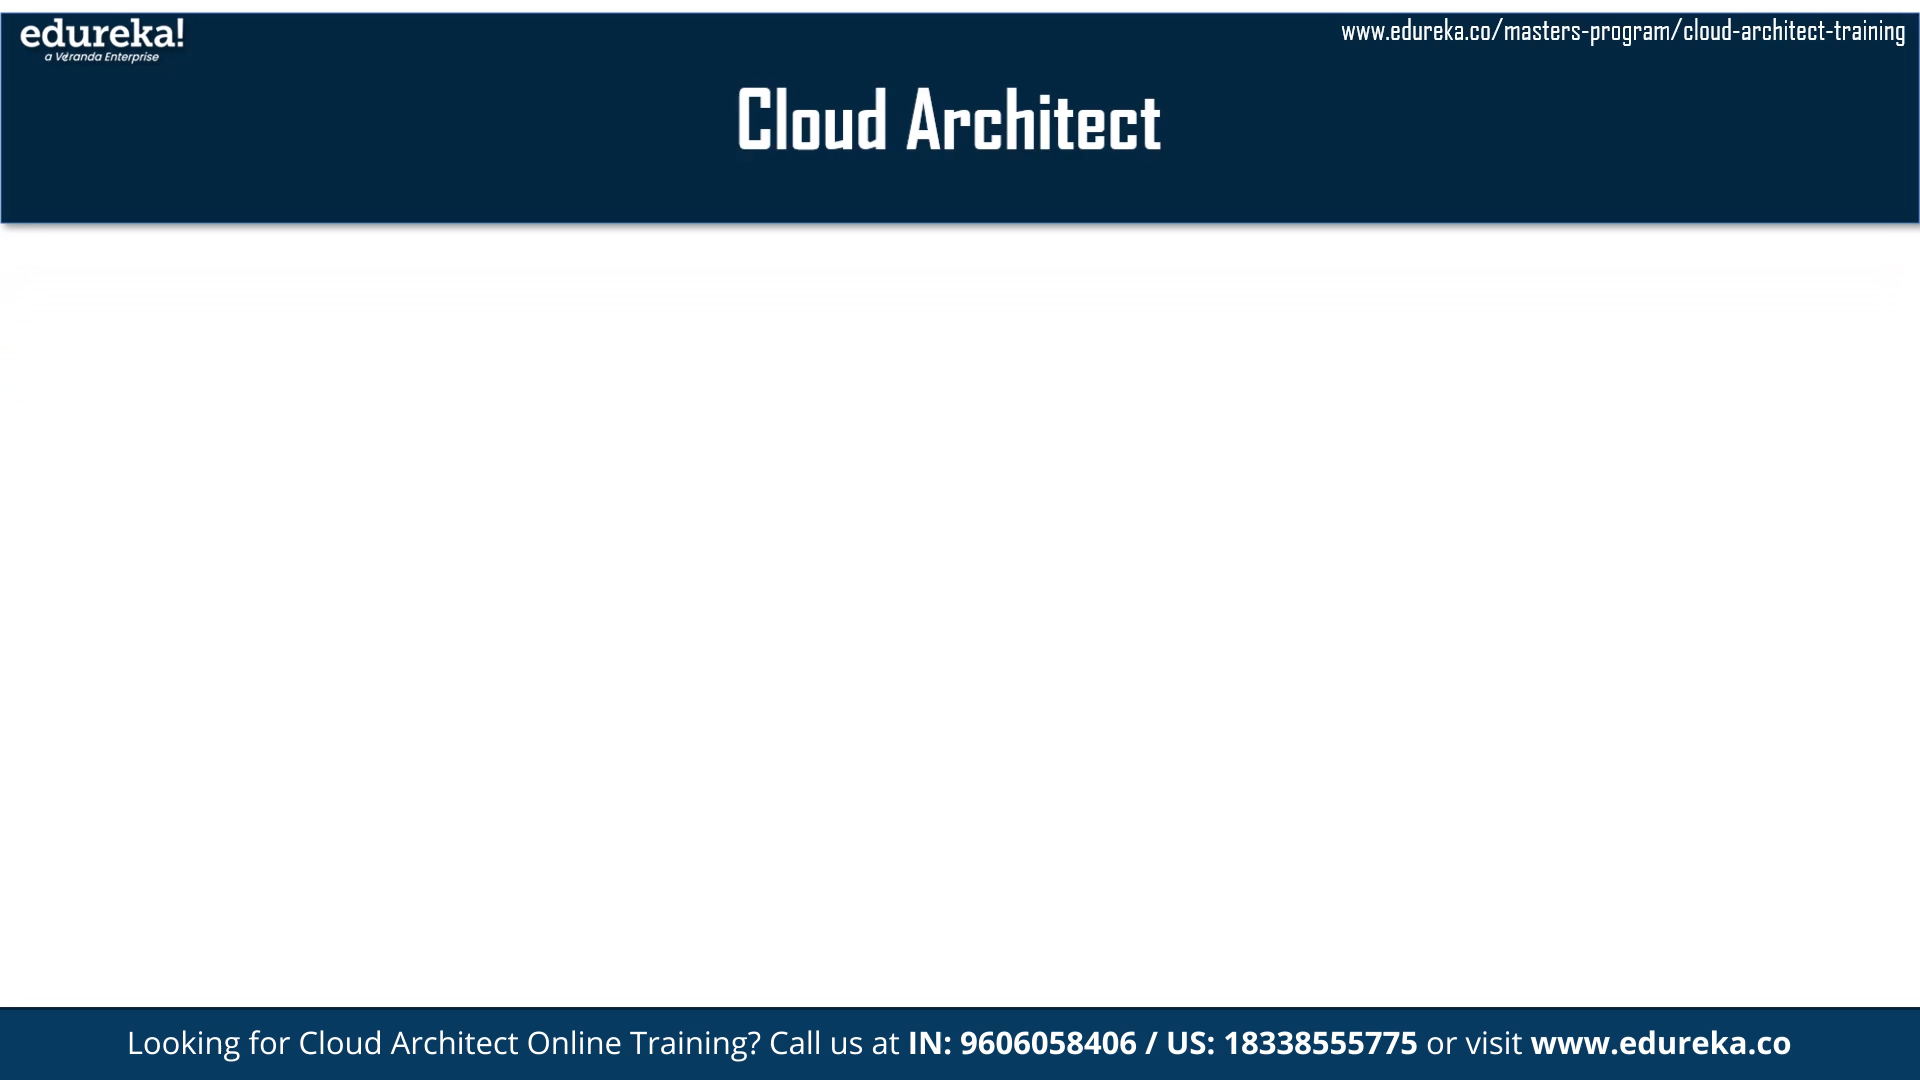 edureka!
a Veranda Enterprise
www.edureka.co/masters-program/cloud-architect-training
Cloud Architect
Looking for Cloud Architect Online Training? Call us at IN: 9606058406 / US: 18338555775 or visit www.edureka.co